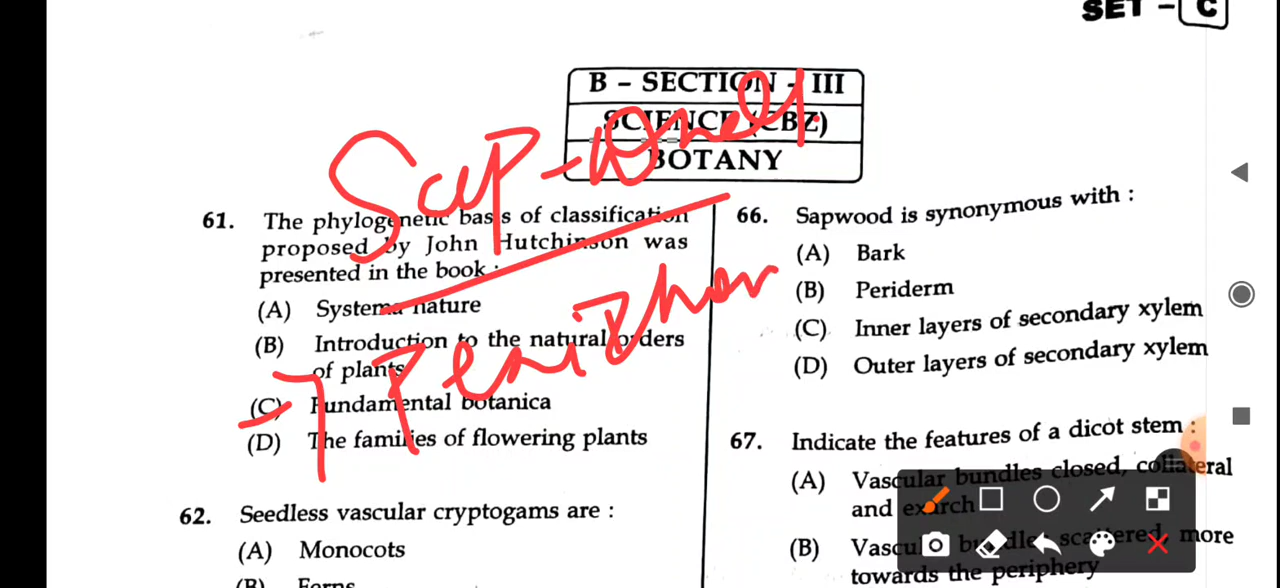 SET - C
B - SECTION - III
SCIENCE (CBZ)
BOTANY
61. The phylogenetic basis of classification
proposed by John Hutchinson was
presented in the book :
(A) Systema nature
(B) Introduction to the natural orders
of plants
(C) Fundamental botanica
(D) The families of flowering plants
62. Seedless vascular cryptogams are :
(A) Monocots
(B) Ferns
66. Sapwood is synonymous with :
(A) Bark
(B) Periderm
(C) Inner layers of secondary xylem
(D) Outer layers of secondary xylem
67. Indicate the features of a dicot stem :
(A) Vascular bundles closed, collateral
and exarch
(B) Vascular bundles scattered, more
towards the periphery